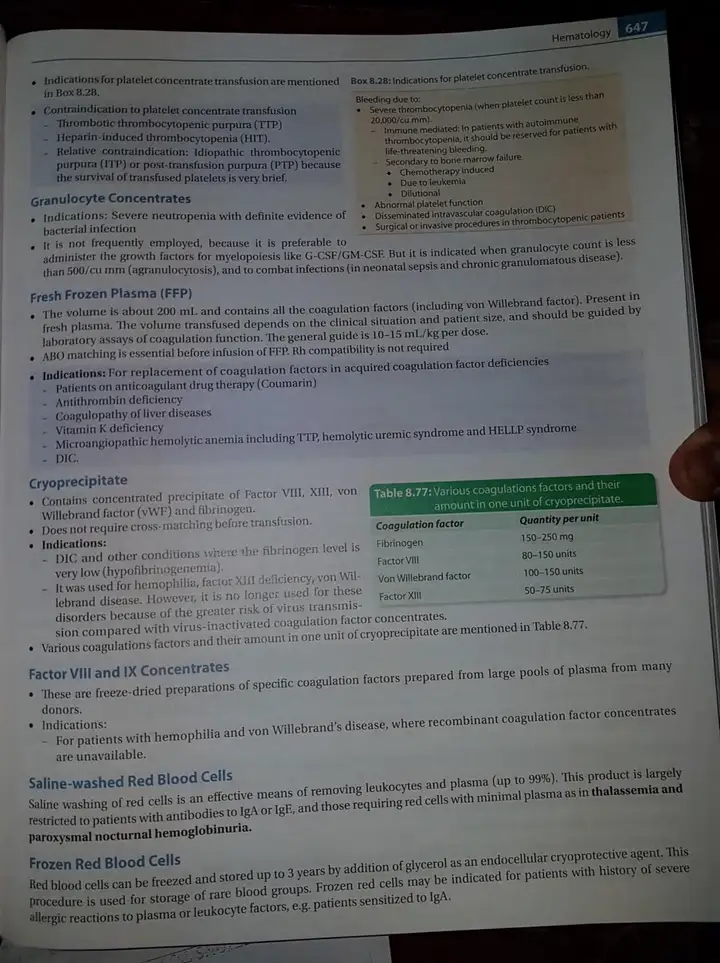 Hematology 647
• Indications for platelet concentrate transfusion are mentioned
in Box 8.28.
• Contraindication to platelet concentrate transfusion
– Thrombotic thrombocytopenic purpura (TTP)
– Heparin-induced thrombocytopenia (HIT).
– Relative contraindication: Idiopathic thrombocytopenic
purpura (ITP) or post-transfusion purpura (PTP) because
the survival of transfused platelets is very brief.
Box 8.28: Indications for platelet concentrate transfusion.
Bleeding due to:
• Severe thrombocytopenia (when platelet count is less than
20,000/cu mm).
– Immune mediated: In patients with autoimmune
thrombocytopenia, it should be reserved for patients with
life-threatening bleeding.
– Secondary to bone marrow failure
• Chemotherapy induced
• Due to leukemia
• Dilutional
• Abnormal platelet function
• Disseminated intravascular coagulation (DIC)
• Surgical or invasive procedures in thrombocytopenic patients
Granulocyte Concentrates
• Indications: Severe neutropenia with definite evidence of
bacterial infection
• It is not frequently employed, because it is preferable to
administer the growth factors for myelopoiesis like G-CSF/GM-CSF. But it is indicated when granulocyte count is less
than 500/cu mm (agranulocytosis), and to combat infections (in neonatal sepsis and chronic granulomatous disease).
Fresh Frozen Plasma (FFP)
• The volume is about 200 mL and contains all the coagulation factors (including von Willebrand factor). Present in
fresh plasma. The volume transfused depends on the clinical situation and patient size, and should be guided by
laboratory assays of coagulation function. The general guide is 10–15 mL/kg per dose.
• ABO matching is essential before infusion of FFP. Rh compatibility is not required
• Indications: For replacement of coagulation factors in acquired coagulation factor deficiencies
– Patients on anticoagulant drug therapy (Coumarin)
– Antithrombin deficiency
– Coagulopathy of liver diseases
– Vitamin K deficiency
– Microangiopathic hemolytic anemia including TTP, hemolytic uremic syndrome and HELLP syndrome
– DIC.
Cryoprecipitate
• Contains concentrated precipitate of Factor VIII, XIII, von
Willebrand factor (vWF) and fibrinogen.
• Does not require cross-matching before transfusion.
• Indications:
– DIC and other conditions where the fibrinogen level is
very low (hypofibrinogenemia).
– It was used for hemophilia, factor XIII deficiency, von Wil-
lebrand disease. However, it is no longer used for these
disorders because of the greater risk of virus transmis-
sion compared with virus-inactivated coagulation factor concentrates.
• Various coagulations factors and their amount in one unit of cryoprecipitate are mentioned in Table 8.77.
Table 8.77: Various coagulations factors and their
amount in one unit of cryoprecipitate.
Coagulation factor Quantity per unit
Fibrinogen 150–250 mg
Factor VIII 80–150 units
Von Willebrand factor 100–150 units
Factor XIII 50–75 units
Factor VIII and IX Concentrates
• These are freeze-dried preparations of specific coagulation factors prepared from large pools of plasma from many
donors.
• Indications:
– For patients with hemophilia and von Willebrand's disease, where recombinant coagulation factor concentrates
are unavailable.
Saline-washed Red Blood Cells
Saline washing of red cells is an effective means of removing leukocytes and plasma (up to 99%). This product is largely
restricted to patients with antibodies to IgA or IgE, and those requiring red cells with minimal plasma as in thalassemia and
paroxysmal nocturnal hemoglobinuria.
Frozen Red Blood Cells
Red blood cells can be freezed and stored up to 3 years by addition of glycerol as an endocellular cryoprotective agent. This
procedure is used for storage of rare blood groups. Frozen red cells may be indicated for patients with history of severe
allergic reactions to plasma or leukocyte factors, e.g. patients sensitized to IgA.